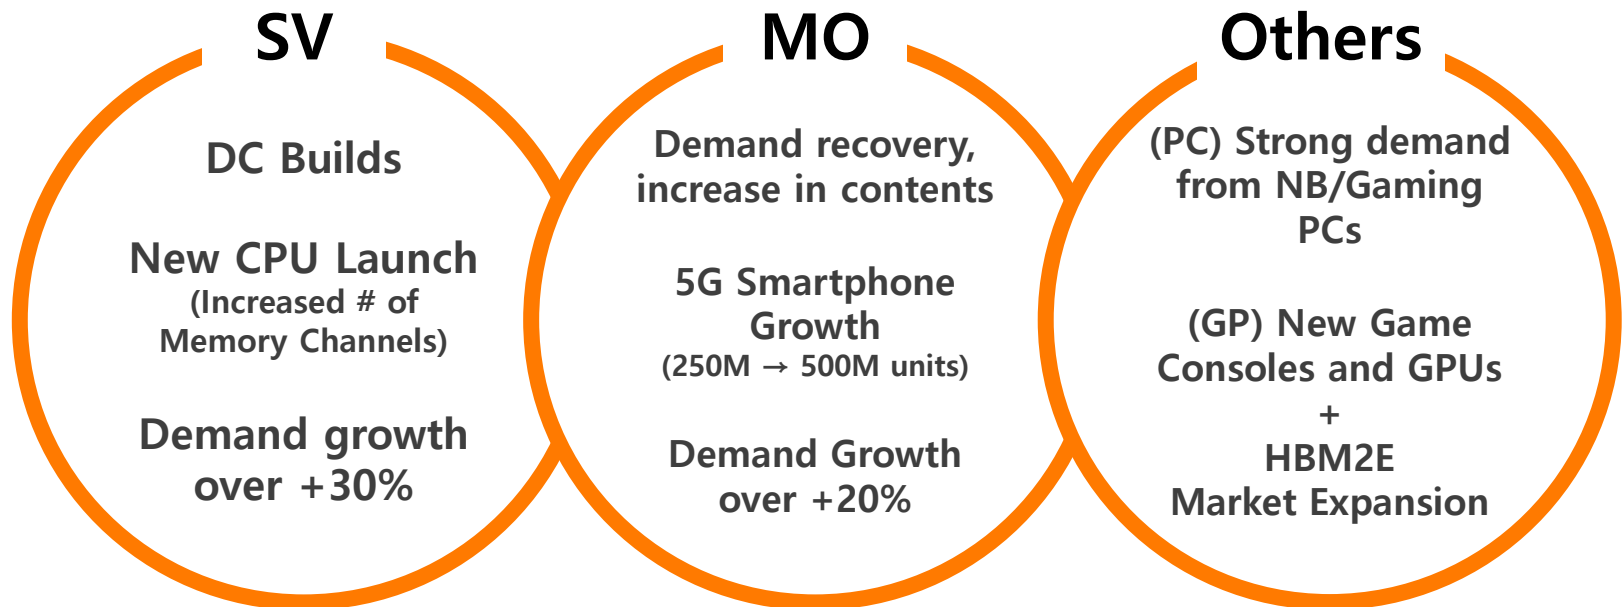 SV
DC Builds
New CPU Launch
(Increased # of
Memory Channels)
Demand growth
over +30%
MO
Demand recovery,
increase in contents
5G Smartphone
Growth
(250M → 500M units)
Demand Growth
over +20%
Others
(PC) Strong demand
from NB/Gaming
PCs
(GP) New Game
Consoles and GPUs
+
HBM2E
Market Expansion